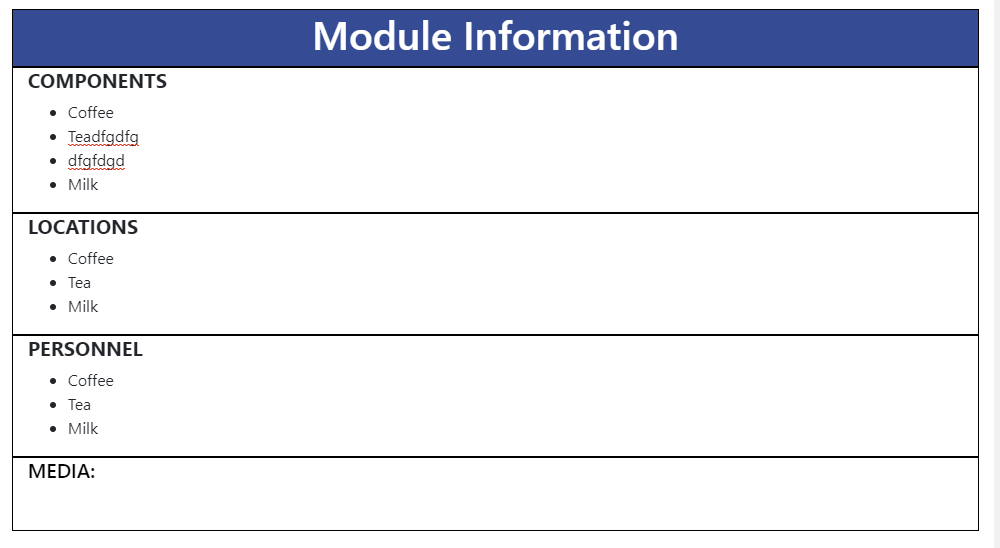 Module Information
COMPONENTS
Coffee
Teadfgdfg
dfgfdgd
Milk
LOCATIONS
Coffee
Tea
Milk
PERSONNEL
Coffee
Tea
Milk
MEDIA: